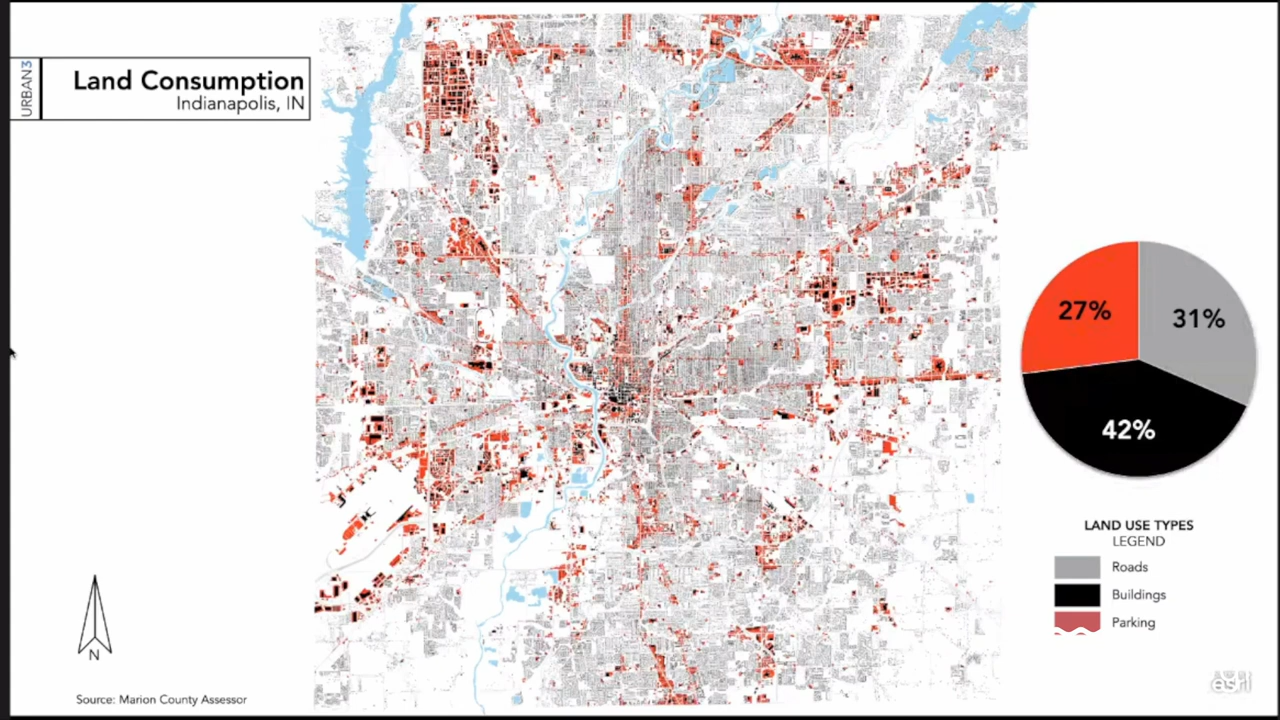 URBAN3
Land Consumption
Indianapolis, IN
27%
31%
42%
LAND USE TYPES
LEGEND
Roads
Buildings
Parking
N
Source: Marion County Assessor
esri